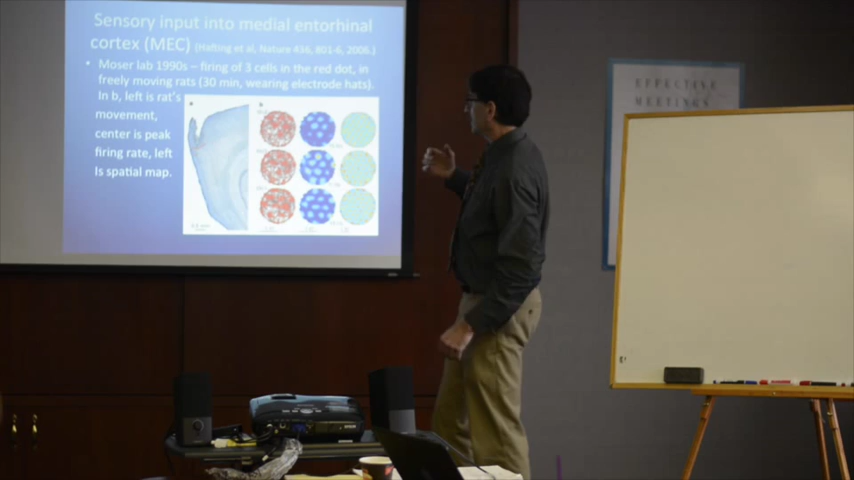 Sensory input into medial entorhinal
cortex (MEC) (Hafting et al, Nature 436, 801-6, 2006.)
• Moser lab 1990s – firing of 3 cells in the red dot, in
freely moving rats (30 min, wearing electrode hats).
In b, left is rat's
movement,
center is peak
firing rate, left
Is spatial map.
EFFECTIVE
MEETINGS